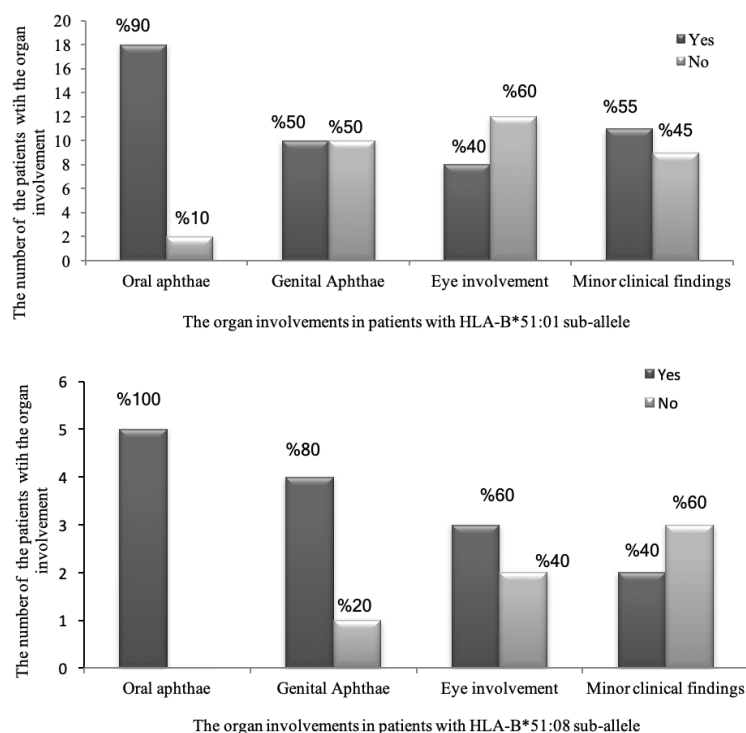 The number of the patients wtih the organ
involvement
20
18
16
14
12
10
8
6
4
2
0
%90
%10
%50
%50
%40
%60
%55
%45
Yes
No
Oral aphthae
Genital Aphthae
Eye involvement
Minor clinical findings
The organ involvements in patients with HLA-B*51:01 sub-allele
The number of the patients wtih the organ
involvement
6
5
4
3
2
1
0
%100
%80
%20
%60
%40
%40
%60
Yes
No
Oral aphthae
Genital Aphthae
Eye involvement
Minor clinical findings
The organ involvements in patients with HLA-B*51:08 sub-allele